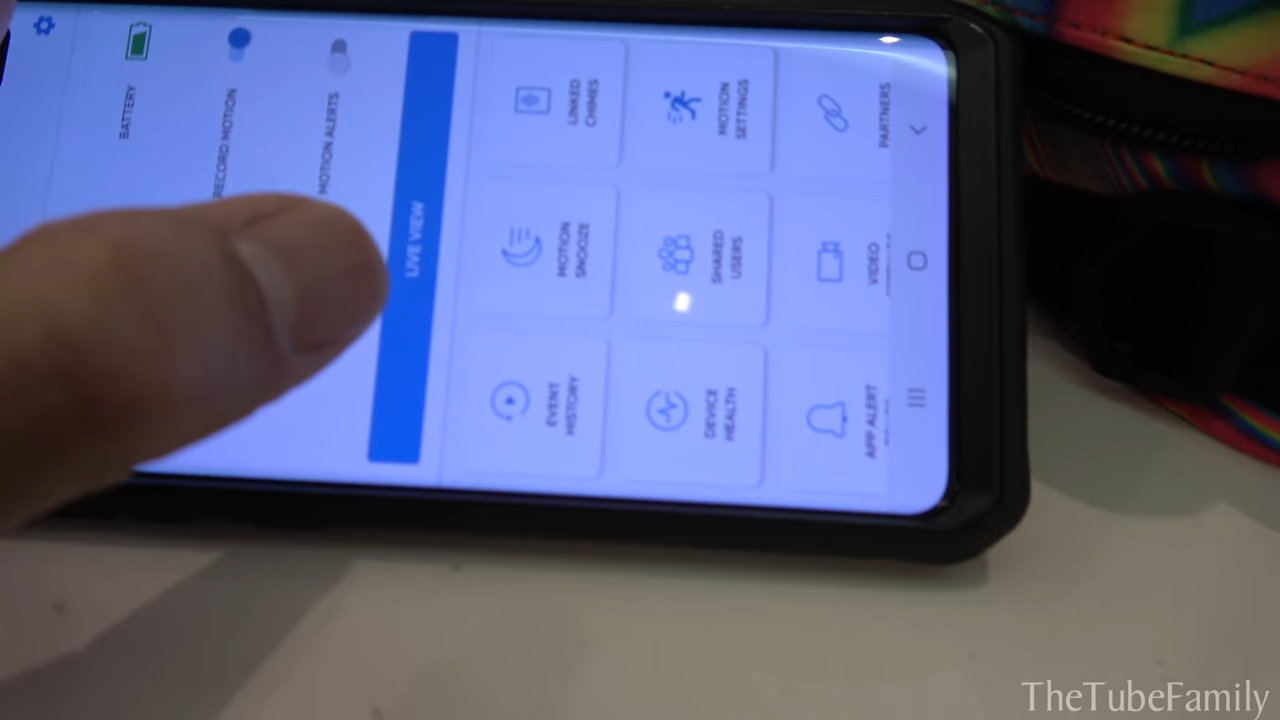 BATTERY
RECORD MOTION
MOTION ALERTS
LIVE VIEW
EVENT
HISTORY
MOTION
SNOOZE
LINKED
CHIMES
DEVICE
HEALTH
SHARED
USERS
MOTION
SETTINGS
APP ALERT
VIDEO
PARTNERS
TheTubeFamily